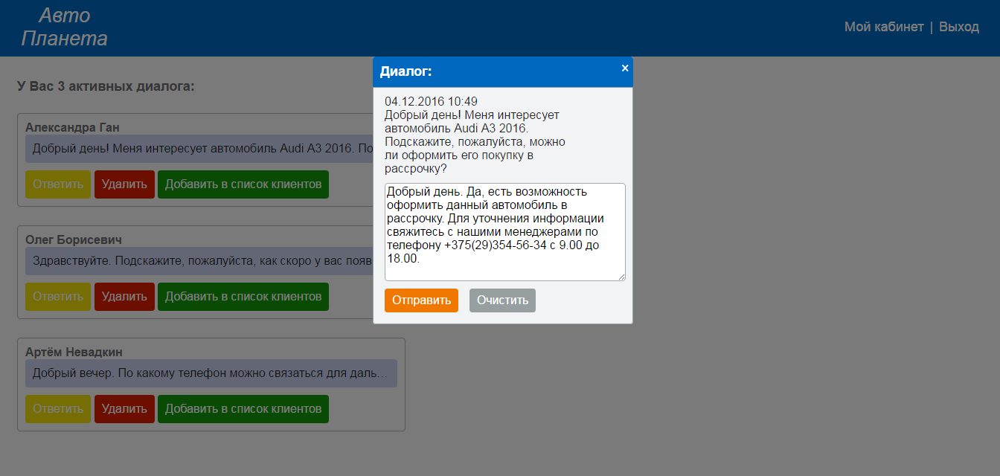 Авто
Планета
Мой кабинет | Выход
У Вас 3 активных диалога:
Александра Ган
Добрый день! Меня интересует автомобиль Audi A3 2016. По
Ответить Удалить Добавить в список клиентов
Олег Борисевич
Здравствуйте. Подскажите, пожалуйста, как скоро у вас появ
Ответить Удалить Добавить в список клиентов
Артём Невадкин
Добрый вечер. По какому телефон можно связаться для даль...
Ответить Удалить Добавить в список клиентов
Диалог: ×
04.12.2016 10:49
Добрый день! Меня интересует
автомобиль Audi A3 2016.
Подскажите, пожалуйста, можно
ли оформить его покупку в
рассрочку?
Добрый день. Да, есть возможность
оформить данный автомобиль в
рассрочку. Для уточнения информации
свяжитесь с нашими менеджерами по
телефону +375(29)354-56-34 с 9.00 до
18.00.
Отправить Очистить